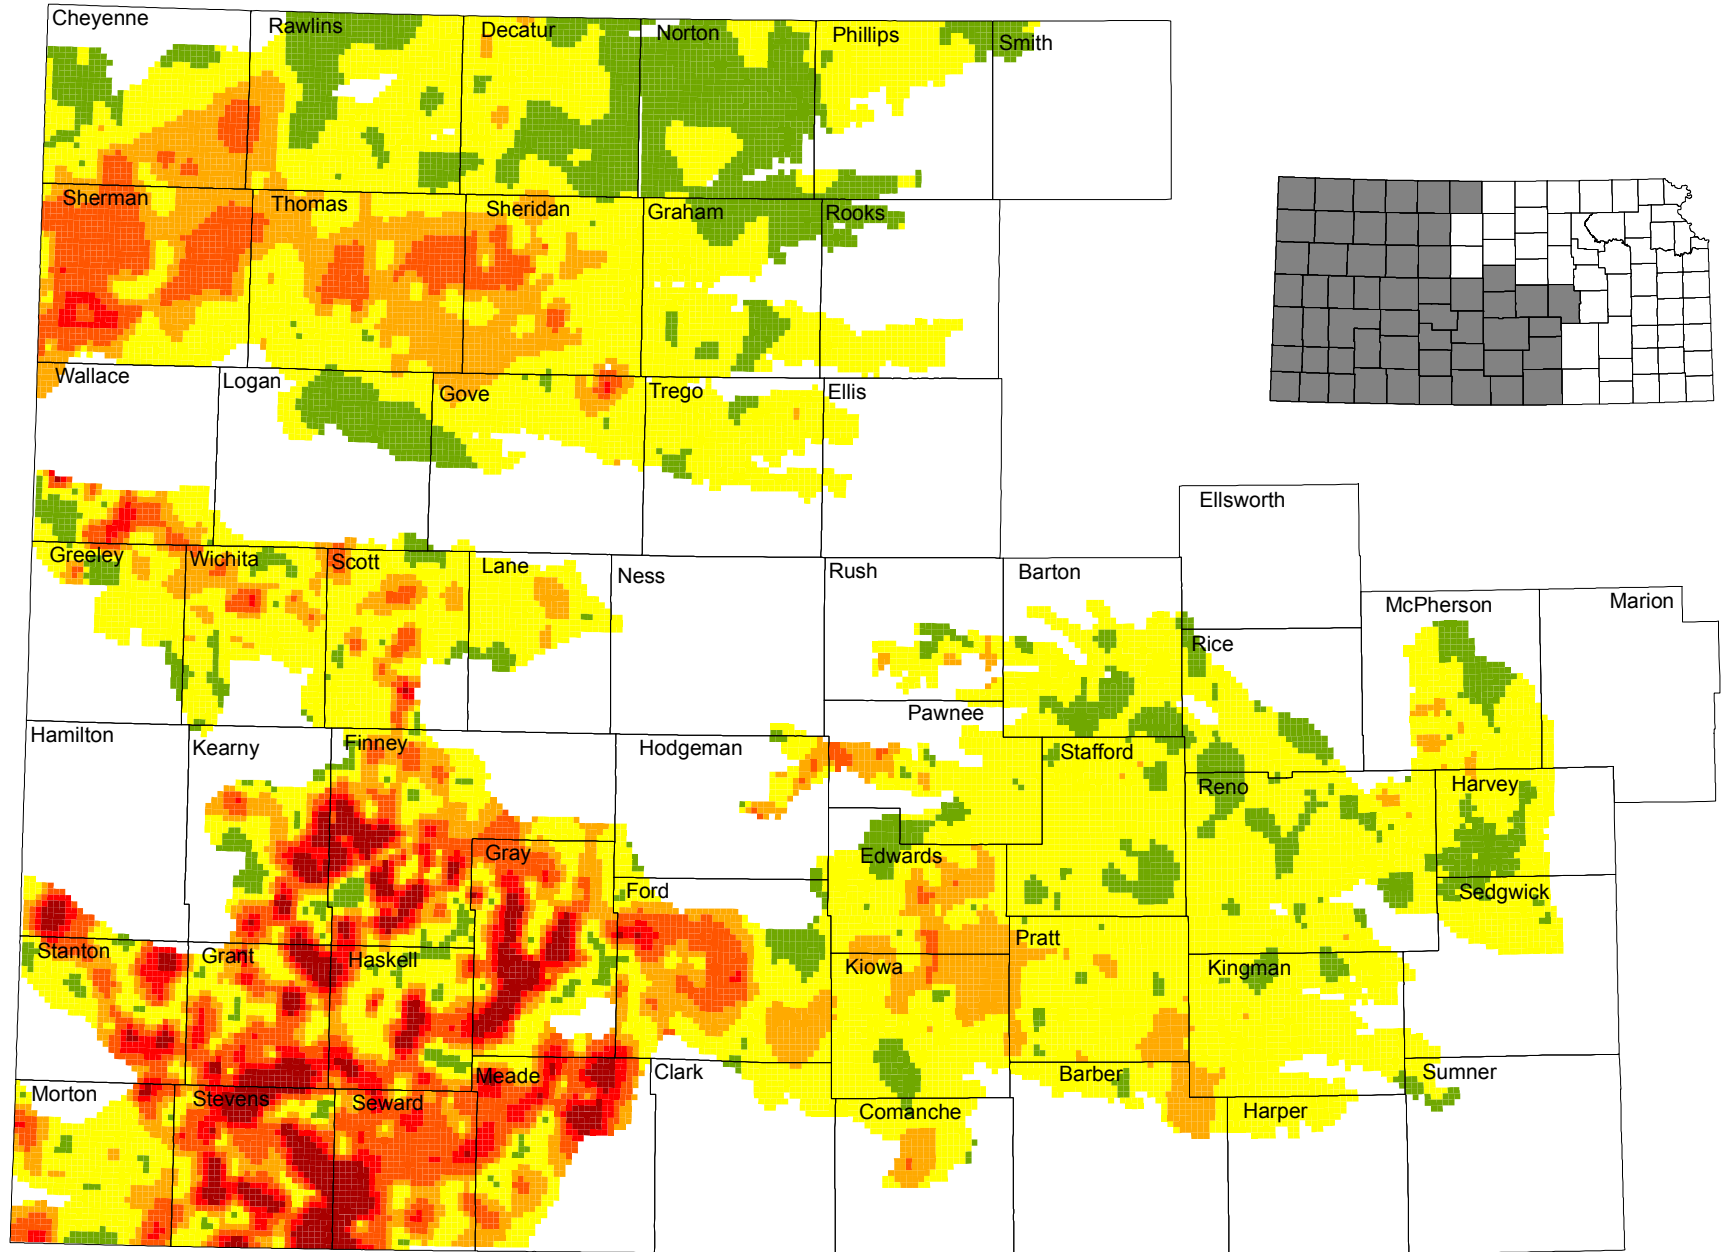 Cheyenne
Rawlins
Decatur
Norton
Phillips
Smith
Sherman
Thomas
Sheridan
Graham
Rooks
Wallace
Logan
Gove
Trego
Ellis
Ellsworth
Greeley
Wichita
Scott
Lane
Ness
Rush
Barton
Rice
McPherson
Marion
Hamilton
Kearny
Finney
Hodgeman
Pawnee
Stafford
Reno
Harvey
Gray
Ford
Edwards
Sedgwick
Stanton
Grant
Haskell
Kiowa
Pratt
Kingman
Morton
Stevens
Seward
Meade
Clark
Comanche
Barber
Harper
Sumner